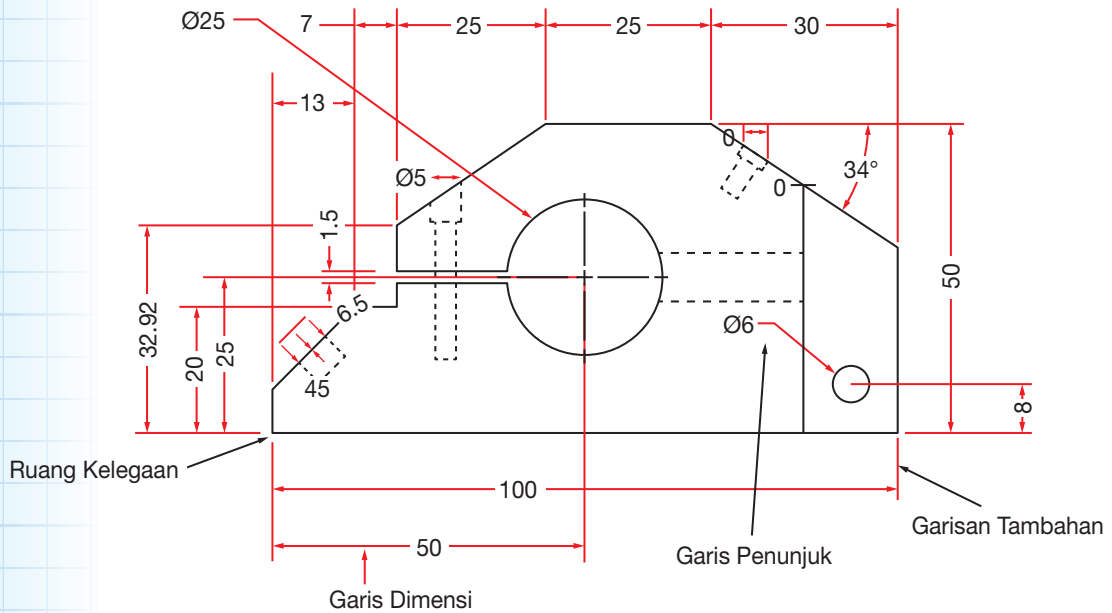 Ø25
7
25
25
30
13
0
34°
Ø5
0
1.5
50
6.5
32.92
20
25
Ø6
45
8
Ruang Kelegaan
100
Garisan Tambahan
50
Garis Penunjuk
Garis Dimensi